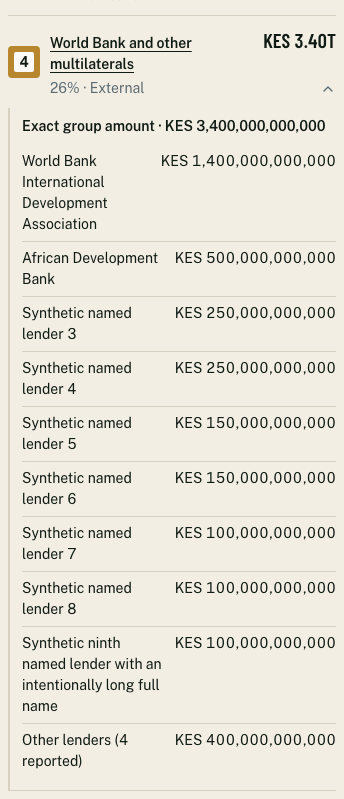 World Bank and other KES 3.40T
4
multilaterals
26% · External
Exact group amount · KES 3,400,000,000,000
World Bank KES 1,400,000,000,000
International
Development
Association
African Development KES 500,000,000,000
Bank
Synthetic named KES 250,000,000,000
lender 3
Synthetic named KES 250,000,000,000
lender 4
Synthetic named KES 150,000,000,000
lender 5
Synthetic named KES 150,000,000,000
lender 6
Synthetic named KES 100,000,000,000
lender 7
Synthetic named KES 100,000,000,000
lender 8
Synthetic ninth KES 100,000,000,000
named lender with an
intentionally long full
name
Other lenders (4 KES 400,000,000,000
reported)